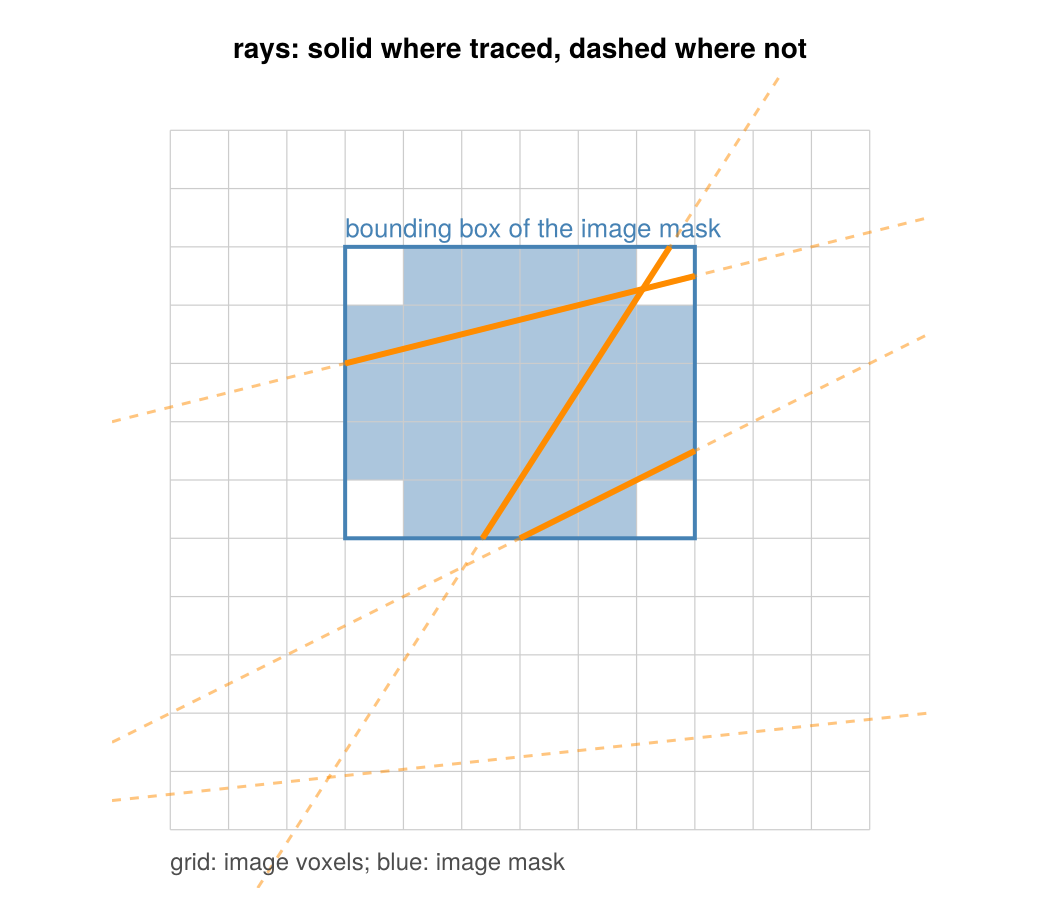 rays: solid where traced, dashed where not
bounding box of the image mask
grid: image voxels; blue: image mask